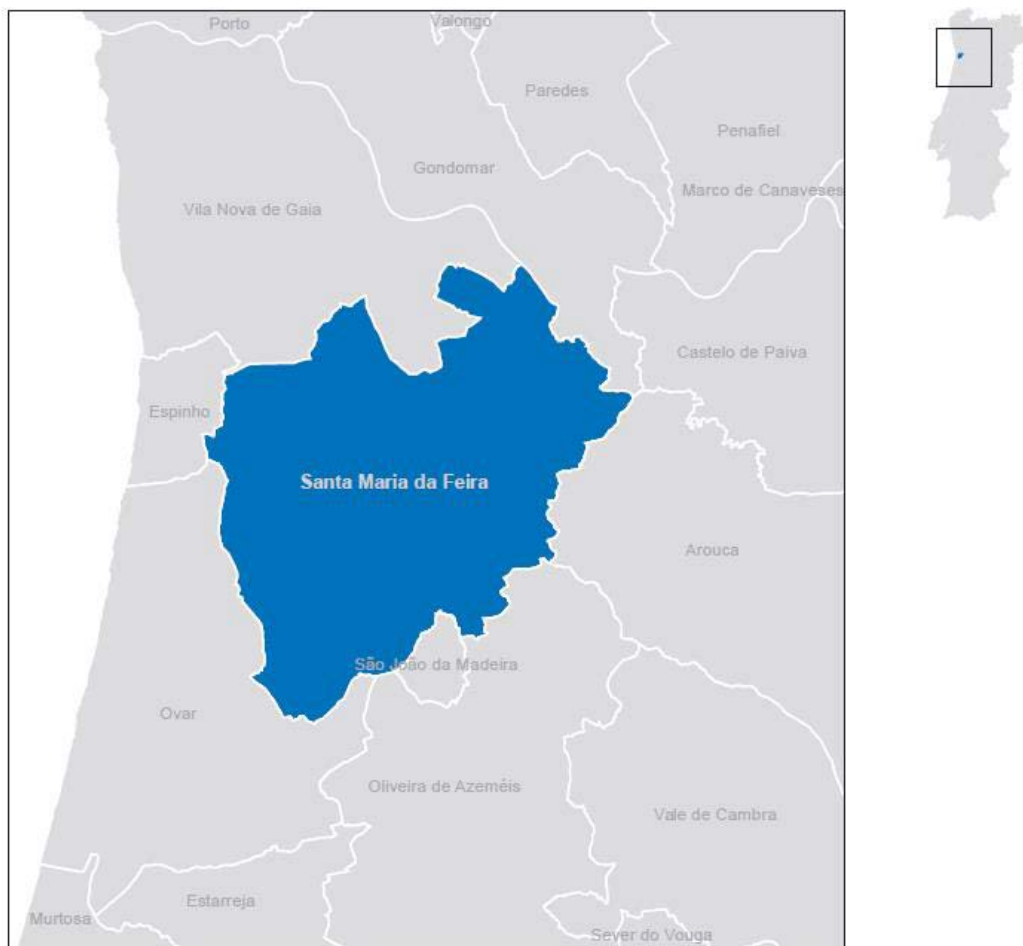 Porto
Valongo
Paredes
Penafiel
Gondomar
Marco de Canaveses
Vila Nova de Gaia
Castelo de Paiva
Espinho
Santa Maria da Feira
Arouca
São João da Madeira
Ovar
Oliveira de Azeméis
Vale de Cambra
Estarreja
Murtosa
Sever do Vouga